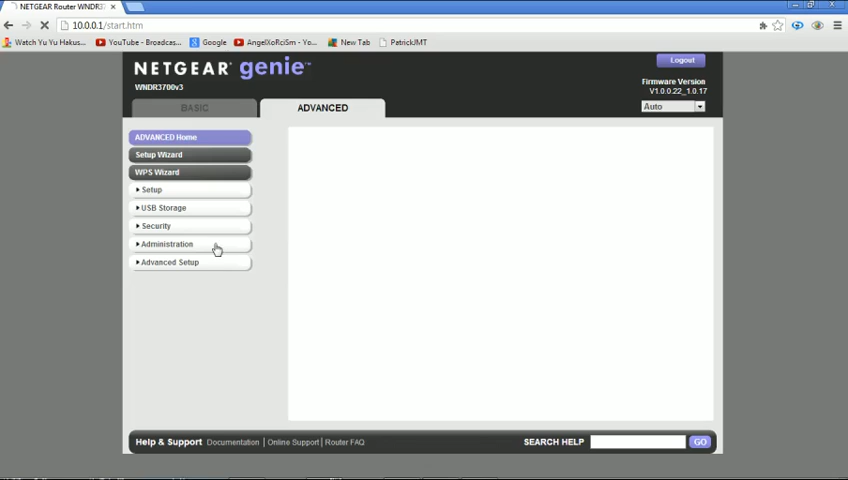 NETGEAR Router WNDR37
10.0.0.1/start.htm
Watch Yu Yu Hakus...
YouTube - Broadcas...
Google
AngelXoRciSm - Yo...
New Tab
PatrickJMT
NETGEAR genie™
WNDR3700v3
Logout
Firmware Version
V1.0.0.22_1.0.17
Auto
BASIC
ADVANCED
ADVANCED Home
Setup Wizard
WPS Wizard
Setup
USB Storage
Security
Administration
Advanced Setup
Help & Support Documentation | Online Support | Router FAQ
SEARCH HELP
GO